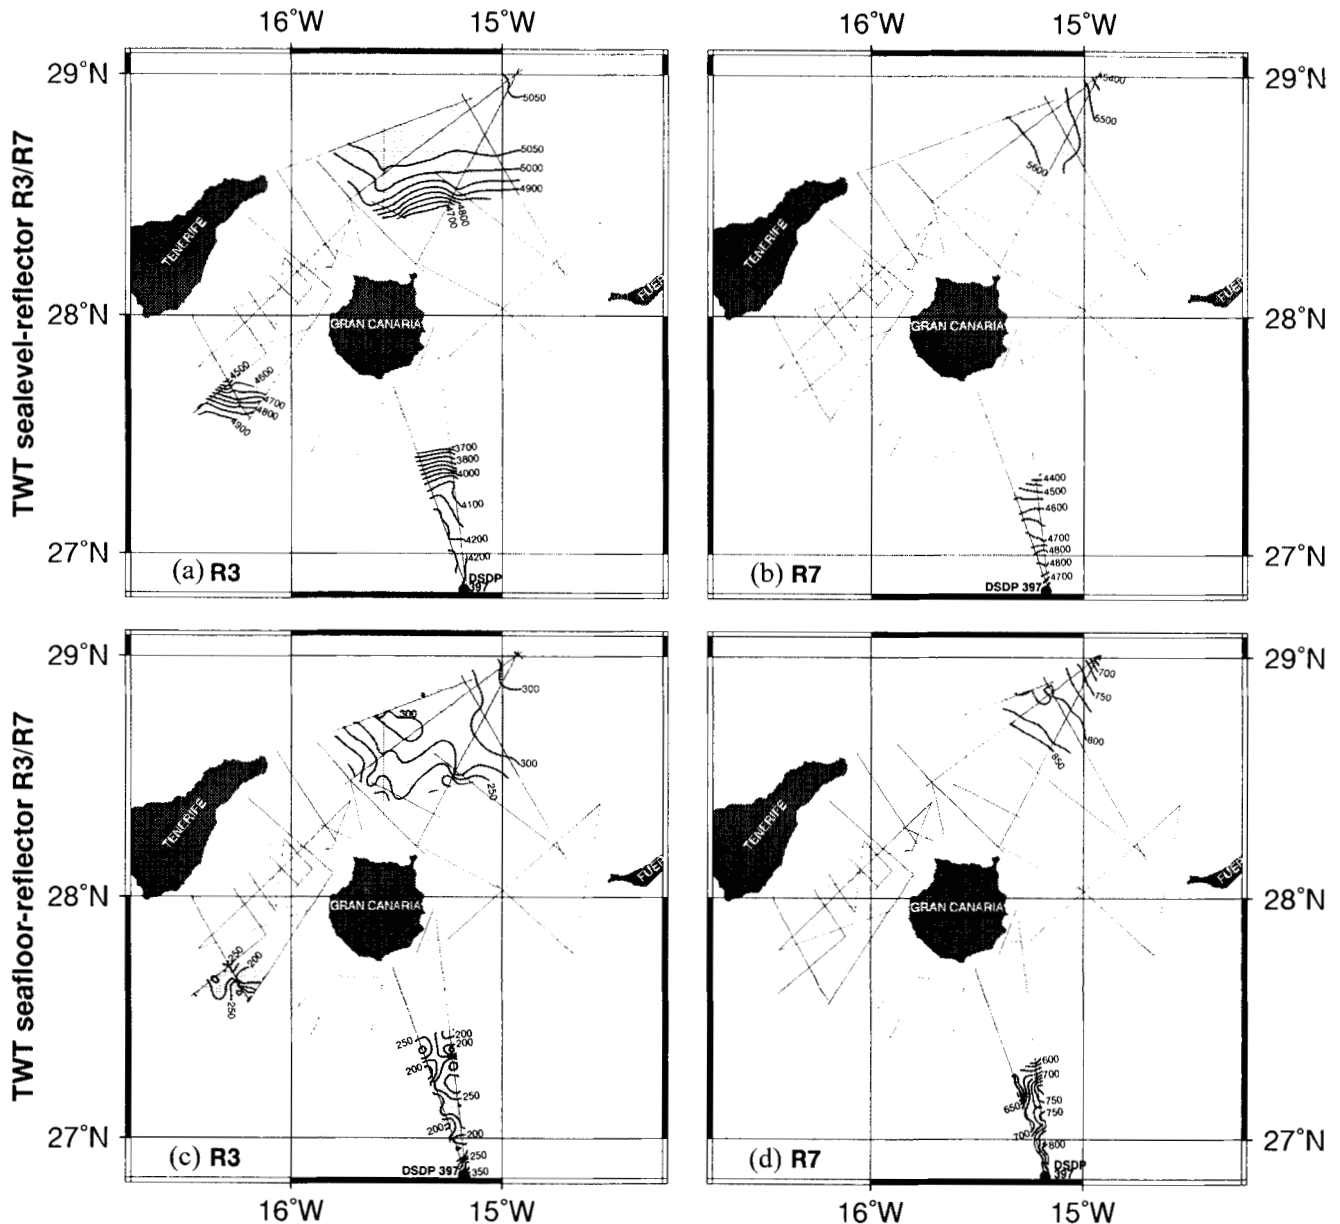 16°W 15°W 16°W 15°W
TWT sealevel-reflector R3/R7
29°N
28°N
27°N
TENERIFE
GRAN CANARIA
FUER
5050
5050
5000
4900
4800
4700
4500
4600
4700
4800
4900
3700
3800
4000
4100
4200
4200
DSDP
397
(a) R3
29°N
28°N
27°N
TENERIFE
GRAN CANARIA
FUER
5400
5500
5600
4400
4500
4600
4700
4800
4800
4700
DSDP 397
(b) R7
TWT seafloor-reflector R3/R7
29°N
28°N
27°N
TENERIFE
GRAN CANARIA
FUER
300
300
300
250
250
200
250
250
200
200
200
250
200
200
250
350
DSDP 397
(c) R3
29°N
28°N
27°N
TENERIFE
GRAN CANARIA
FUER
700
750
800
850
600
700
650
750
750
700
800
DSDP
397
(d) R7
16°W 15°W 16°W 15°W